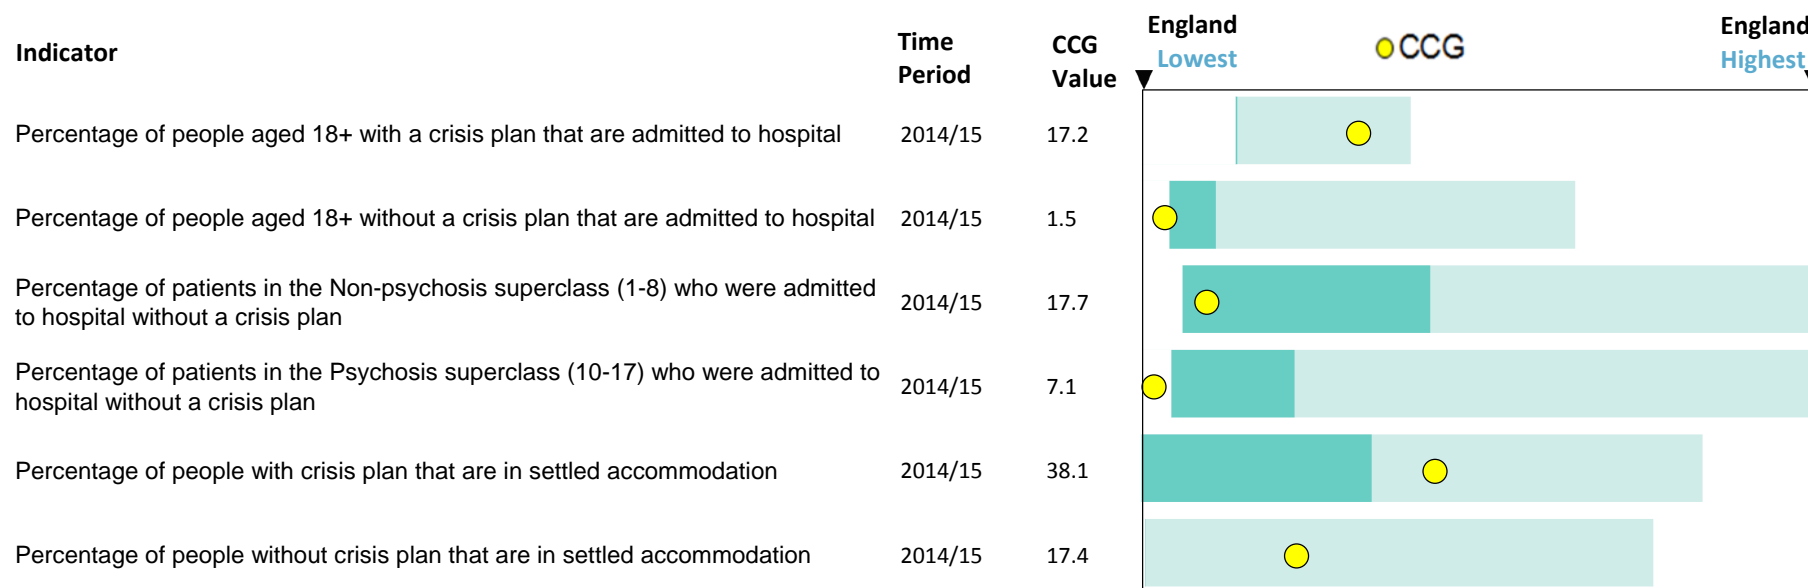 Indicator
Time Period
CCG Value
England Lowest
CCG
England Highest
Percentage of people aged 18+ with a crisis plan that are admitted to hospital 2014/15 17.2
Percentage of people aged 18+ without a crisis plan that are admitted to hospital 2014/15 1.5
Percentage of patients in the Non-psychosis superclass (1-8) who were admitted
to hospital without a crisis plan 2014/15 17.7
Percentage of patients in the Psychosis superclass (10-17) who were admitted to
hospital without a crisis plan 2014/15 7.1
Percentage of people with crisis plan that are in settled accommodation 2014/15 38.1
Percentage of people without crisis plan that are in settled accommodation 2014/15 17.4